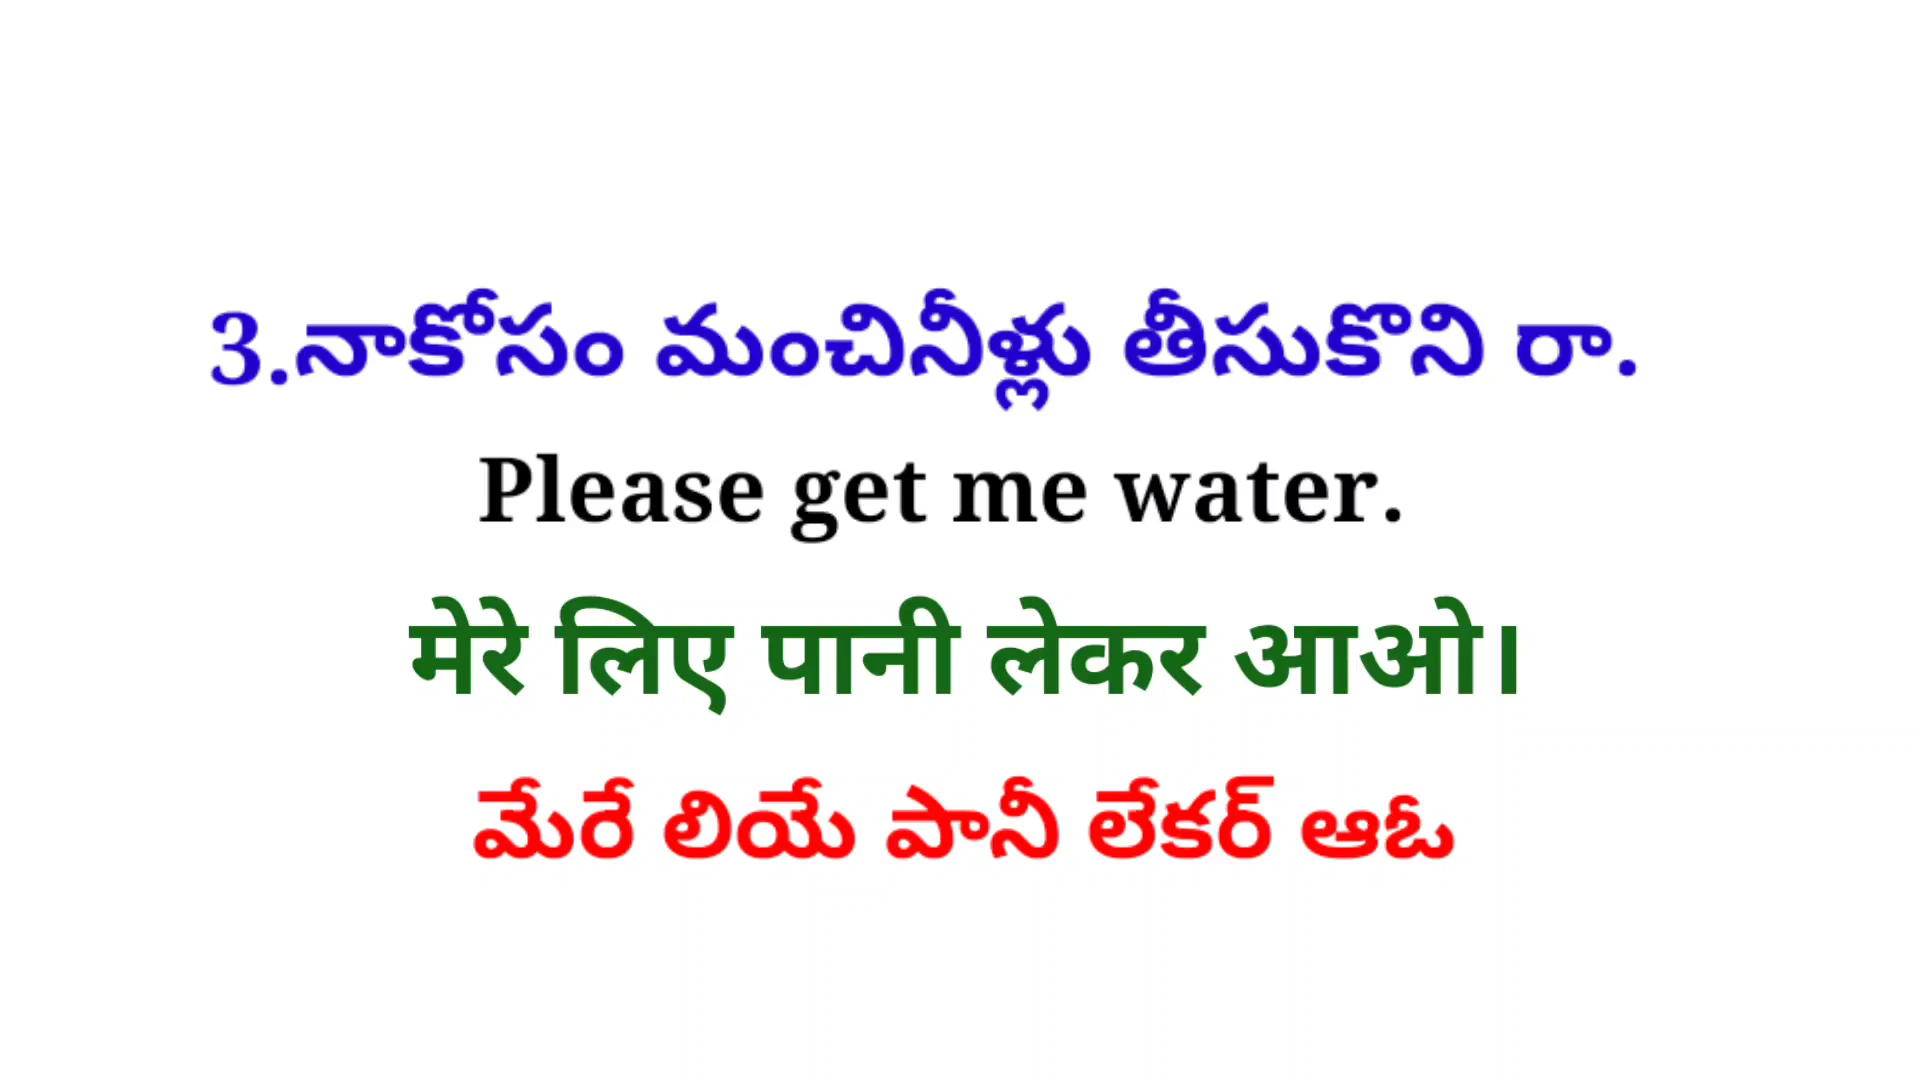 3.నాకోసం మంచినీళ్లు తీసుకొని రా.
Please get me water.
मेरे लिए पानी लेकर आओ।
మేరే లియే పానీ లేకర్ ఆఓ